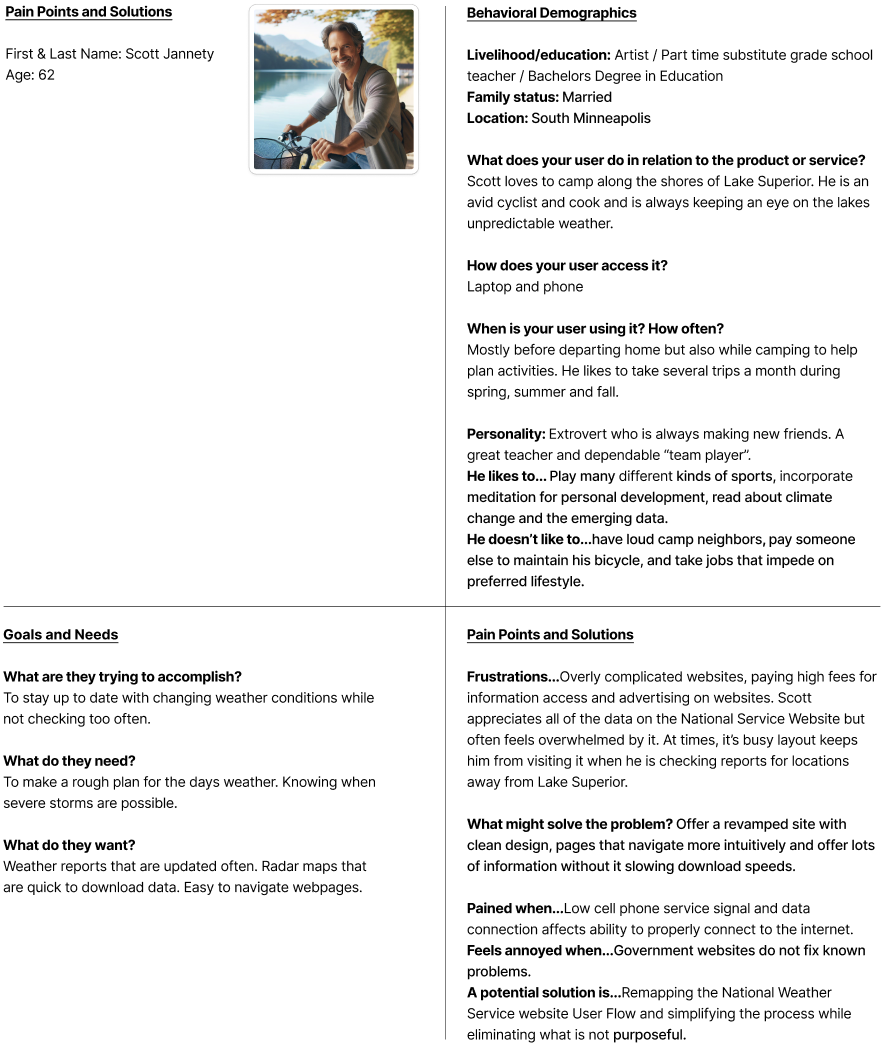 Pain Points and Solutions
First & Last Name: Scott Jannety
Age: 62
Behavioral Demographics
Livelihood/education: Artist / Part time substitute grade school
teacher / Bachelors Degree in Education
Family status: Married
Location: South Minneapolis
What does your user do in relation to the product or service?
Scott loves to camp along the shores of Lake Superior. He is an
avid cyclist and cook and is always keeping an eye on the lakes
unpredictable weather.
How does your user access it?
Laptop and phone
When is your user using it? How often?
Mostly before departing home but also while camping to help
plan activities. He likes to take several trips a month during
spring, summer and fall.
Personality: Extrovert who is always making new friends. A
great teacher and dependable “team player”.
He likes to... Play many different kinds of sports, incorporate
meditation for personal development, read about climate
change and the emerging data.
He doesn’t like to...have loud camp neighbors, pay someone
else to maintain his bicycle, and take jobs that impede on
preferred lifestyle.
Goals and Needs
What are they trying to accomplish?
To stay up to date with changing weather conditions while
not checking too often.
What do they need?
To make a rough plan for the days weather. Knowing when
severe storms are possible.
What do they want?
Weather reports that are updated often. Radar maps that
are quick to download data. Easy to navigate webpages.
Pain Points and Solutions
Frustrations...Overly complicated websites, paying high fees for
information access and advertising on websites. Scott
appreciates all of the data on the National Service Website but
often feels overwhelmed by it. At times, it’s busy layout keeps
him from visiting it when he is checking reports for locations
away from Lake Superior.
What might solve the problem? Offer a revamped site with
clean design, pages that navigate more intuitively and offer lots
of information without it slowing download speeds.
Pained when...Low cell phone service signal and data
connection affects ability to properly connect to the internet.
Feels annoyed when...Government websites do not fix known
problems.
A potential solution is...Remapping the National Weather
Service website User Flow and simplifying the process while
eliminating what is not purposeful.